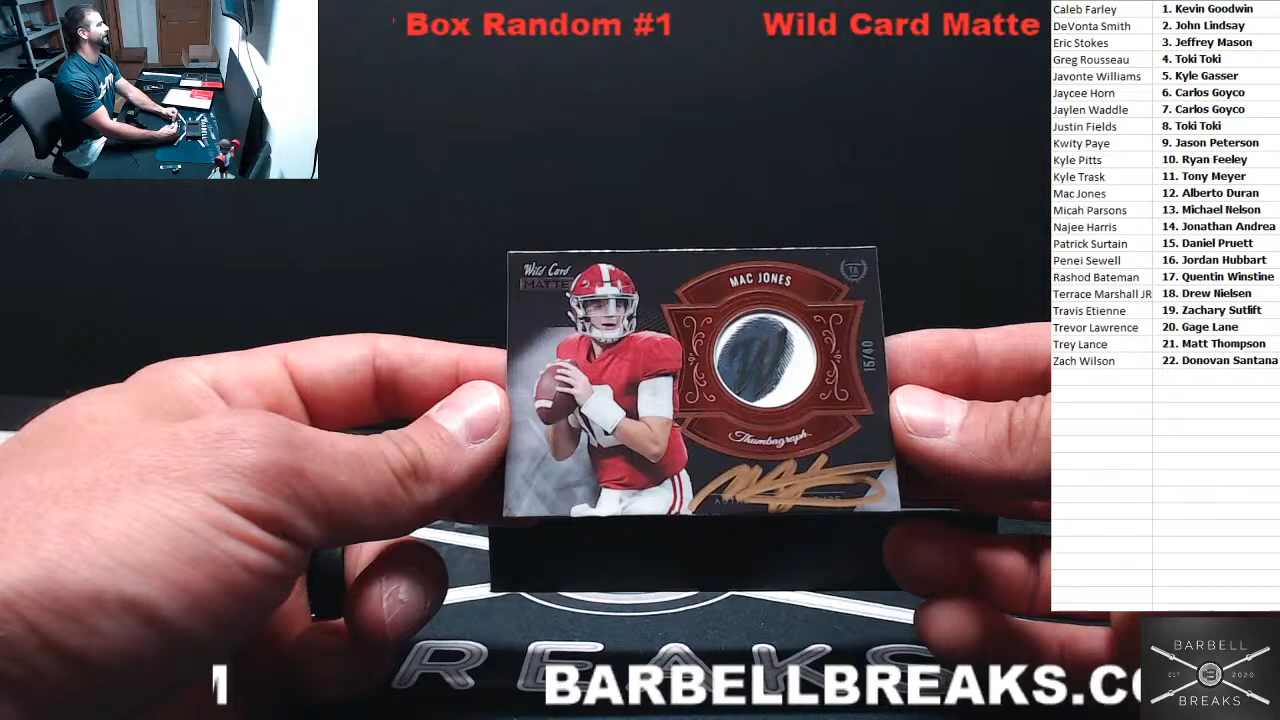 Box Random #1 Wild Card Matte
Caleb Farley 1. Kevin Goodwin
DeVonta Smith 2. John Lindsay
Eric Stokes 3. Jeffrey Mason
Greg Rousseau 4. Toki Toki
Javonte Williams 5. Kyle Gasser
Jaycee Horn 6. Carlos Goyco
Jaylen Waddle 7. Carlos Goyco
Justin Fields 8. Toki Toki
Kwity Paye 9. Jason Peterson
Kyle Pitts 10. Ryan Feeley
Kyle Trask 11. Tony Meyer
Mac Jones 12. Alberto Duran
Micah Parsons 13. Michael Nelson
Najee Harris 14. Jonathan Andrea
Patrick Surtain 15. Daniel Pruett
Penei Sewell 16. Jordan Hubbart
Rashod Bateman 17. Quentin Winstine
Terrace Marshall JR 18. Drew Nielsen
Travis Etienne 19. Zachary Sutlift
Trevor Lawrence 20. Gage Lane
Trey Lance 21. Matt Thompson
Zach Wilson 22. Donovan Santana
Wild Card
MATTE
MAC JONES
TA
15/40
Thumbagraph
BREAKS
BARBELLBREAKS.C
BARBELL
EST 2020
B
BREAKS